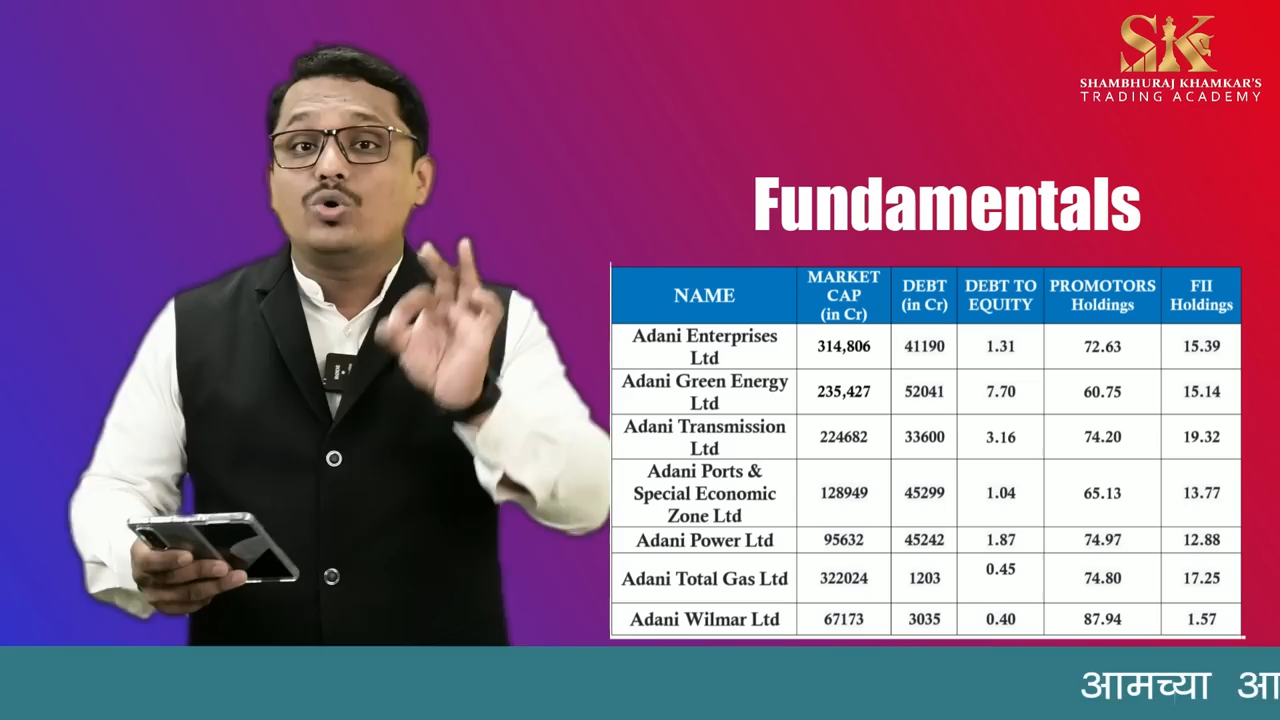 SK
SHAMBHURAJ KHAMKAR'S
TRADING ACADEMY
Fundamentals
NAME MARKET CAP (in Cr) DEBT (in Cr) DEBT TO EQUITY PROMOTORS Holdings FII Holdings
Adani Enterprises Ltd 314,806 41190 1.31 72.63 15.39
Adani Green Energy Ltd 235,427 52041 7.70 60.75 15.14
Adani Transmission Ltd 224682 33600 3.16 74.20 19.32
Adani Ports & Special Economic Zone Ltd 128949 45299 1.04 65.13 13.77
Adani Power Ltd 95632 45242 1.87 74.97 12.88
Adani Total Gas Ltd 322024 1203 0.45 74.80 17.25
Adani Wilmar Ltd 67173 3035 0.40 87.94 1.57
आमच्या आ